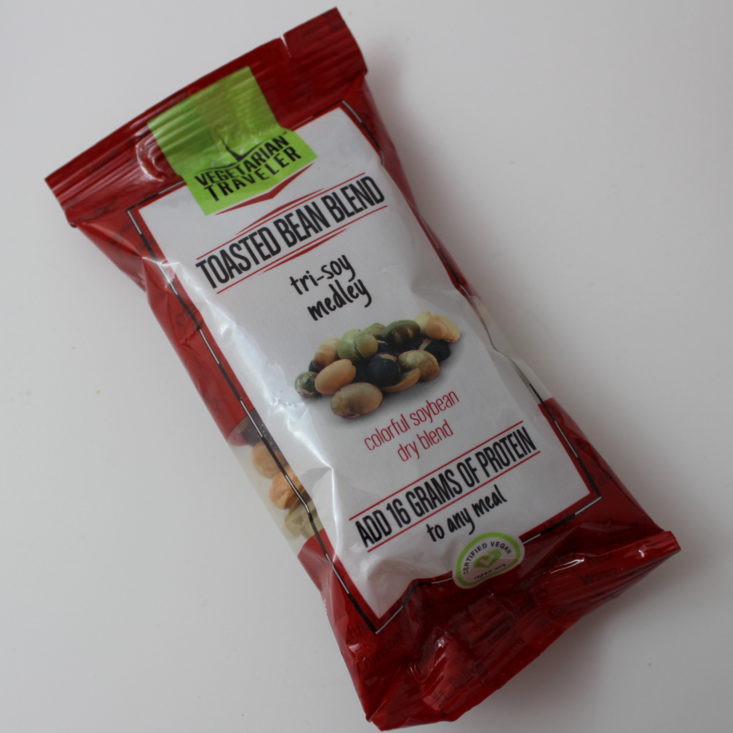 VEGETARIAN
TRAVELER
TOASTED BEAN BLEND
tri-soy
medley
colorful soybean
dry blend
ADD 16 GRAMS OF PROTEIN
to any meal
CERTIFIED VEGAN